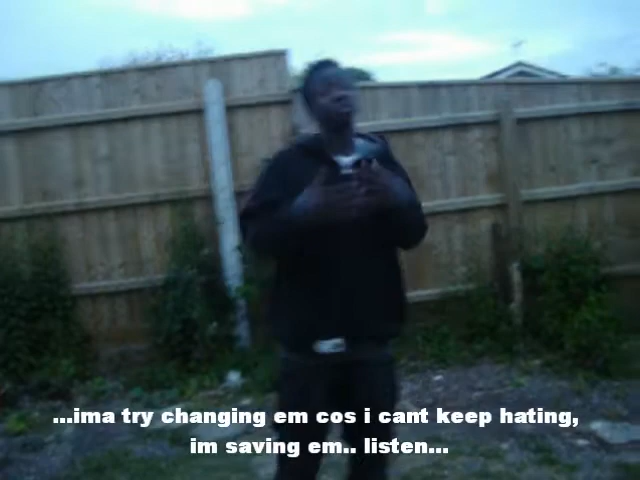 ...ima try changing em cos i cant keep hating,
im saving em.. listen...